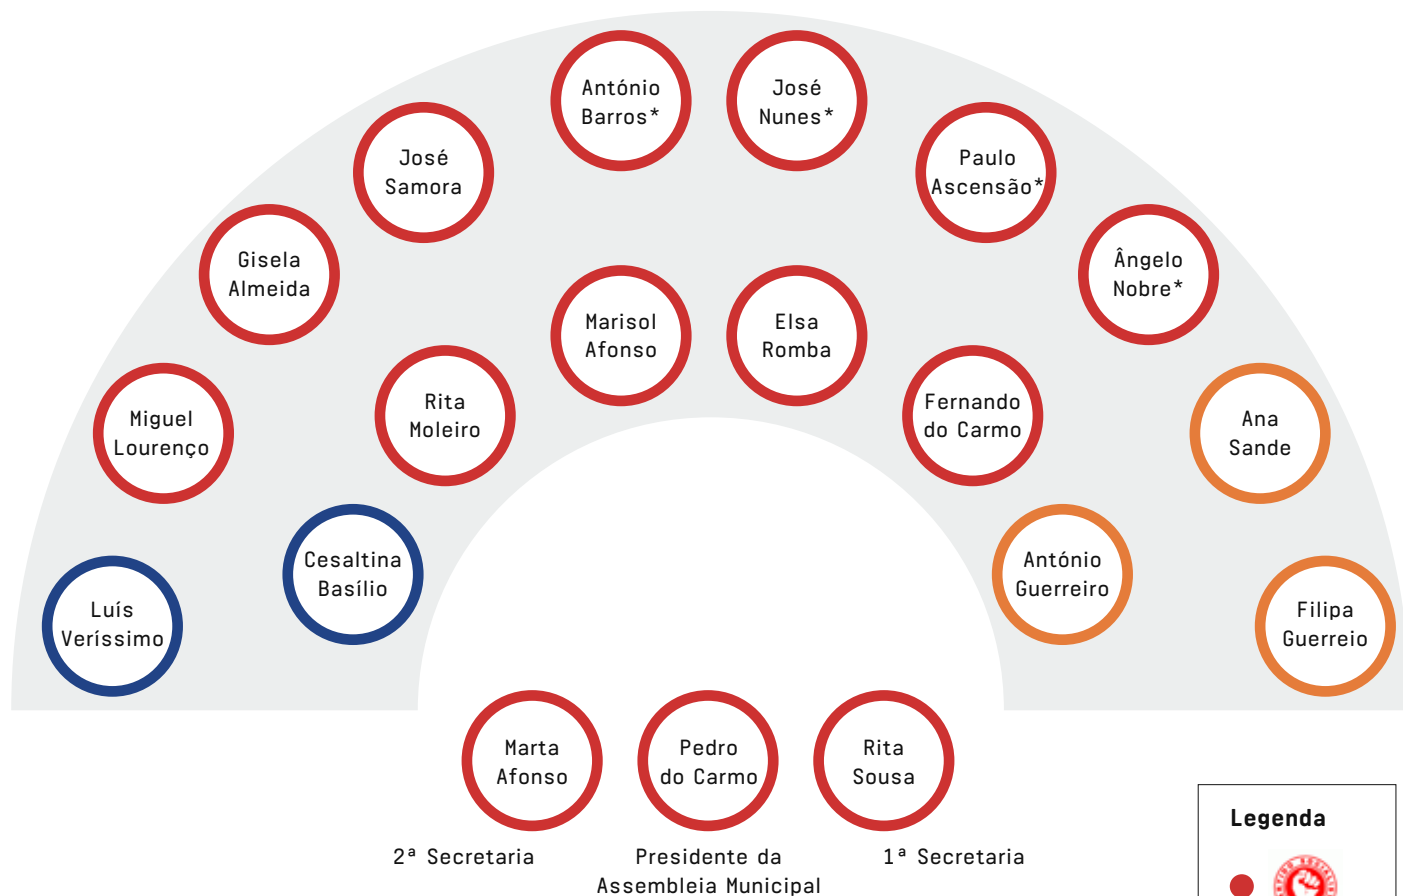 António
Barros*
José
Nunes*
José
Samora
Paulo
Ascensão*
Gisela
Almeida
Ângelo
Nobre*
Marisol
Afonso
Elsa
Romba
Rita
Moleiro
Fernando
do Carmo
Miguel
Lourenço
Ana
Sande
Cesaltina
Basílio
António
Guerreiro
Luís
Veríssimo
Filipa
Guerreio
Marta
Afonso
Pedro
do Carmo
Rita
Sousa
2ª Secretaria
Presidente da
Assembleia Municipal
1ª Secretaria
Legenda